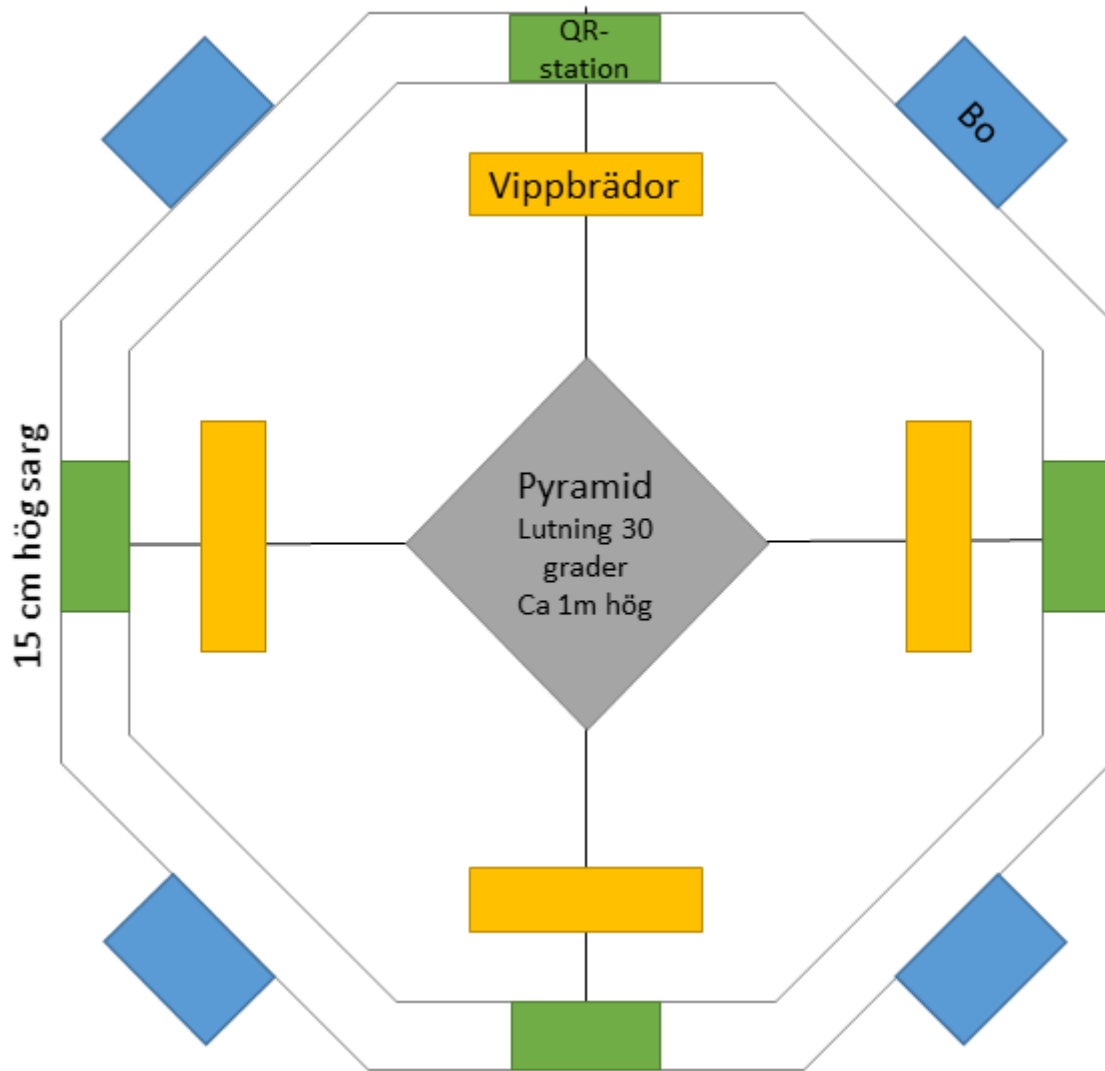 QR-
station
Bo
Vippbrädor
Pyramid
Lutning 30
grader
Ca 1m hög
15 cm hög sarg